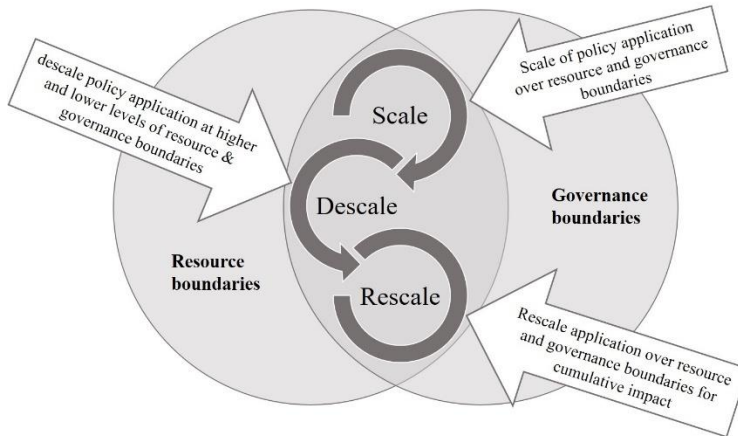 descale policy application at higher
and lower levels of resource &
governance boundaries
Scale of policy application
over resource and governance
boundaries
Scale
Descale
Rescale
Resource
boundaries
Governance
boundaries
Rescale application over resource
and governance boundaries for
cumulative impact